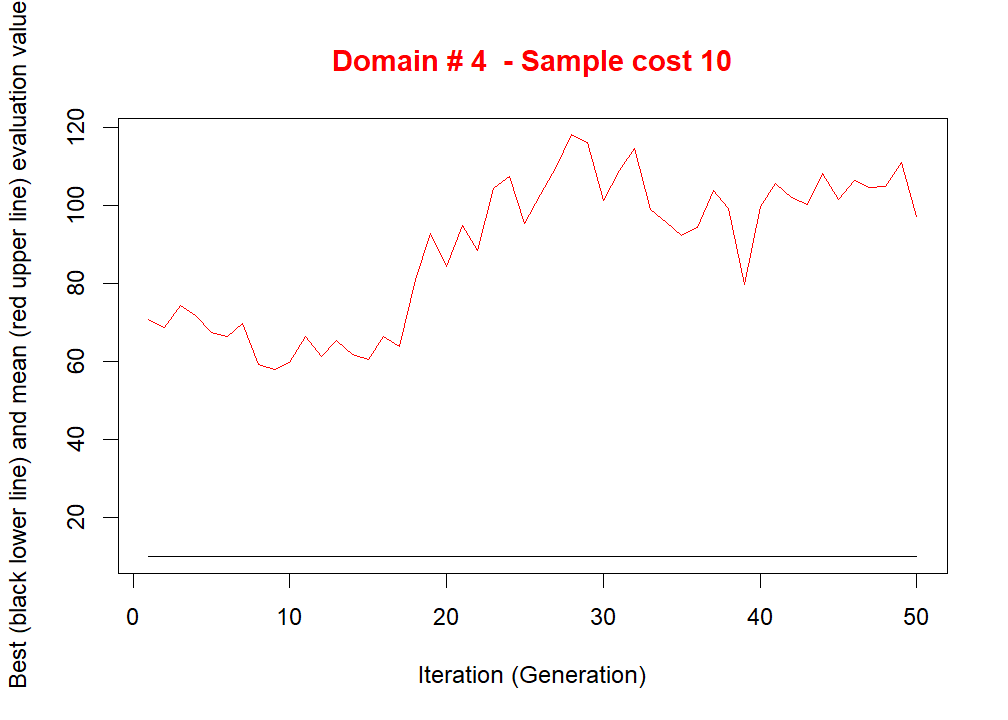 Domain # 4  - Sample cost 10
Best (black lower line) and mean (red upper line) evaluation value
120
100
80
60
40
20
0 10 20 30 40 50
Iteration (Generation)